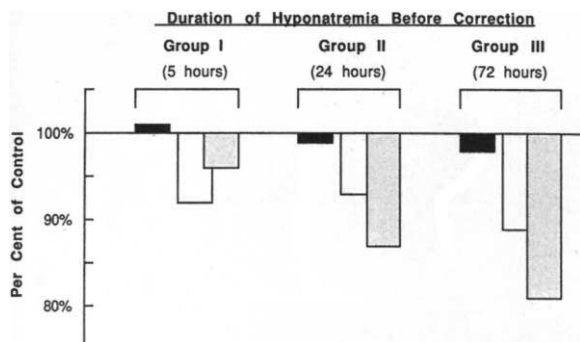 Duration of Hyponatremia Before Correction
Group I Group II Group III
(5 hours) (24 hours) (72 hours)
100%
90%
80%
Per Cent of Control